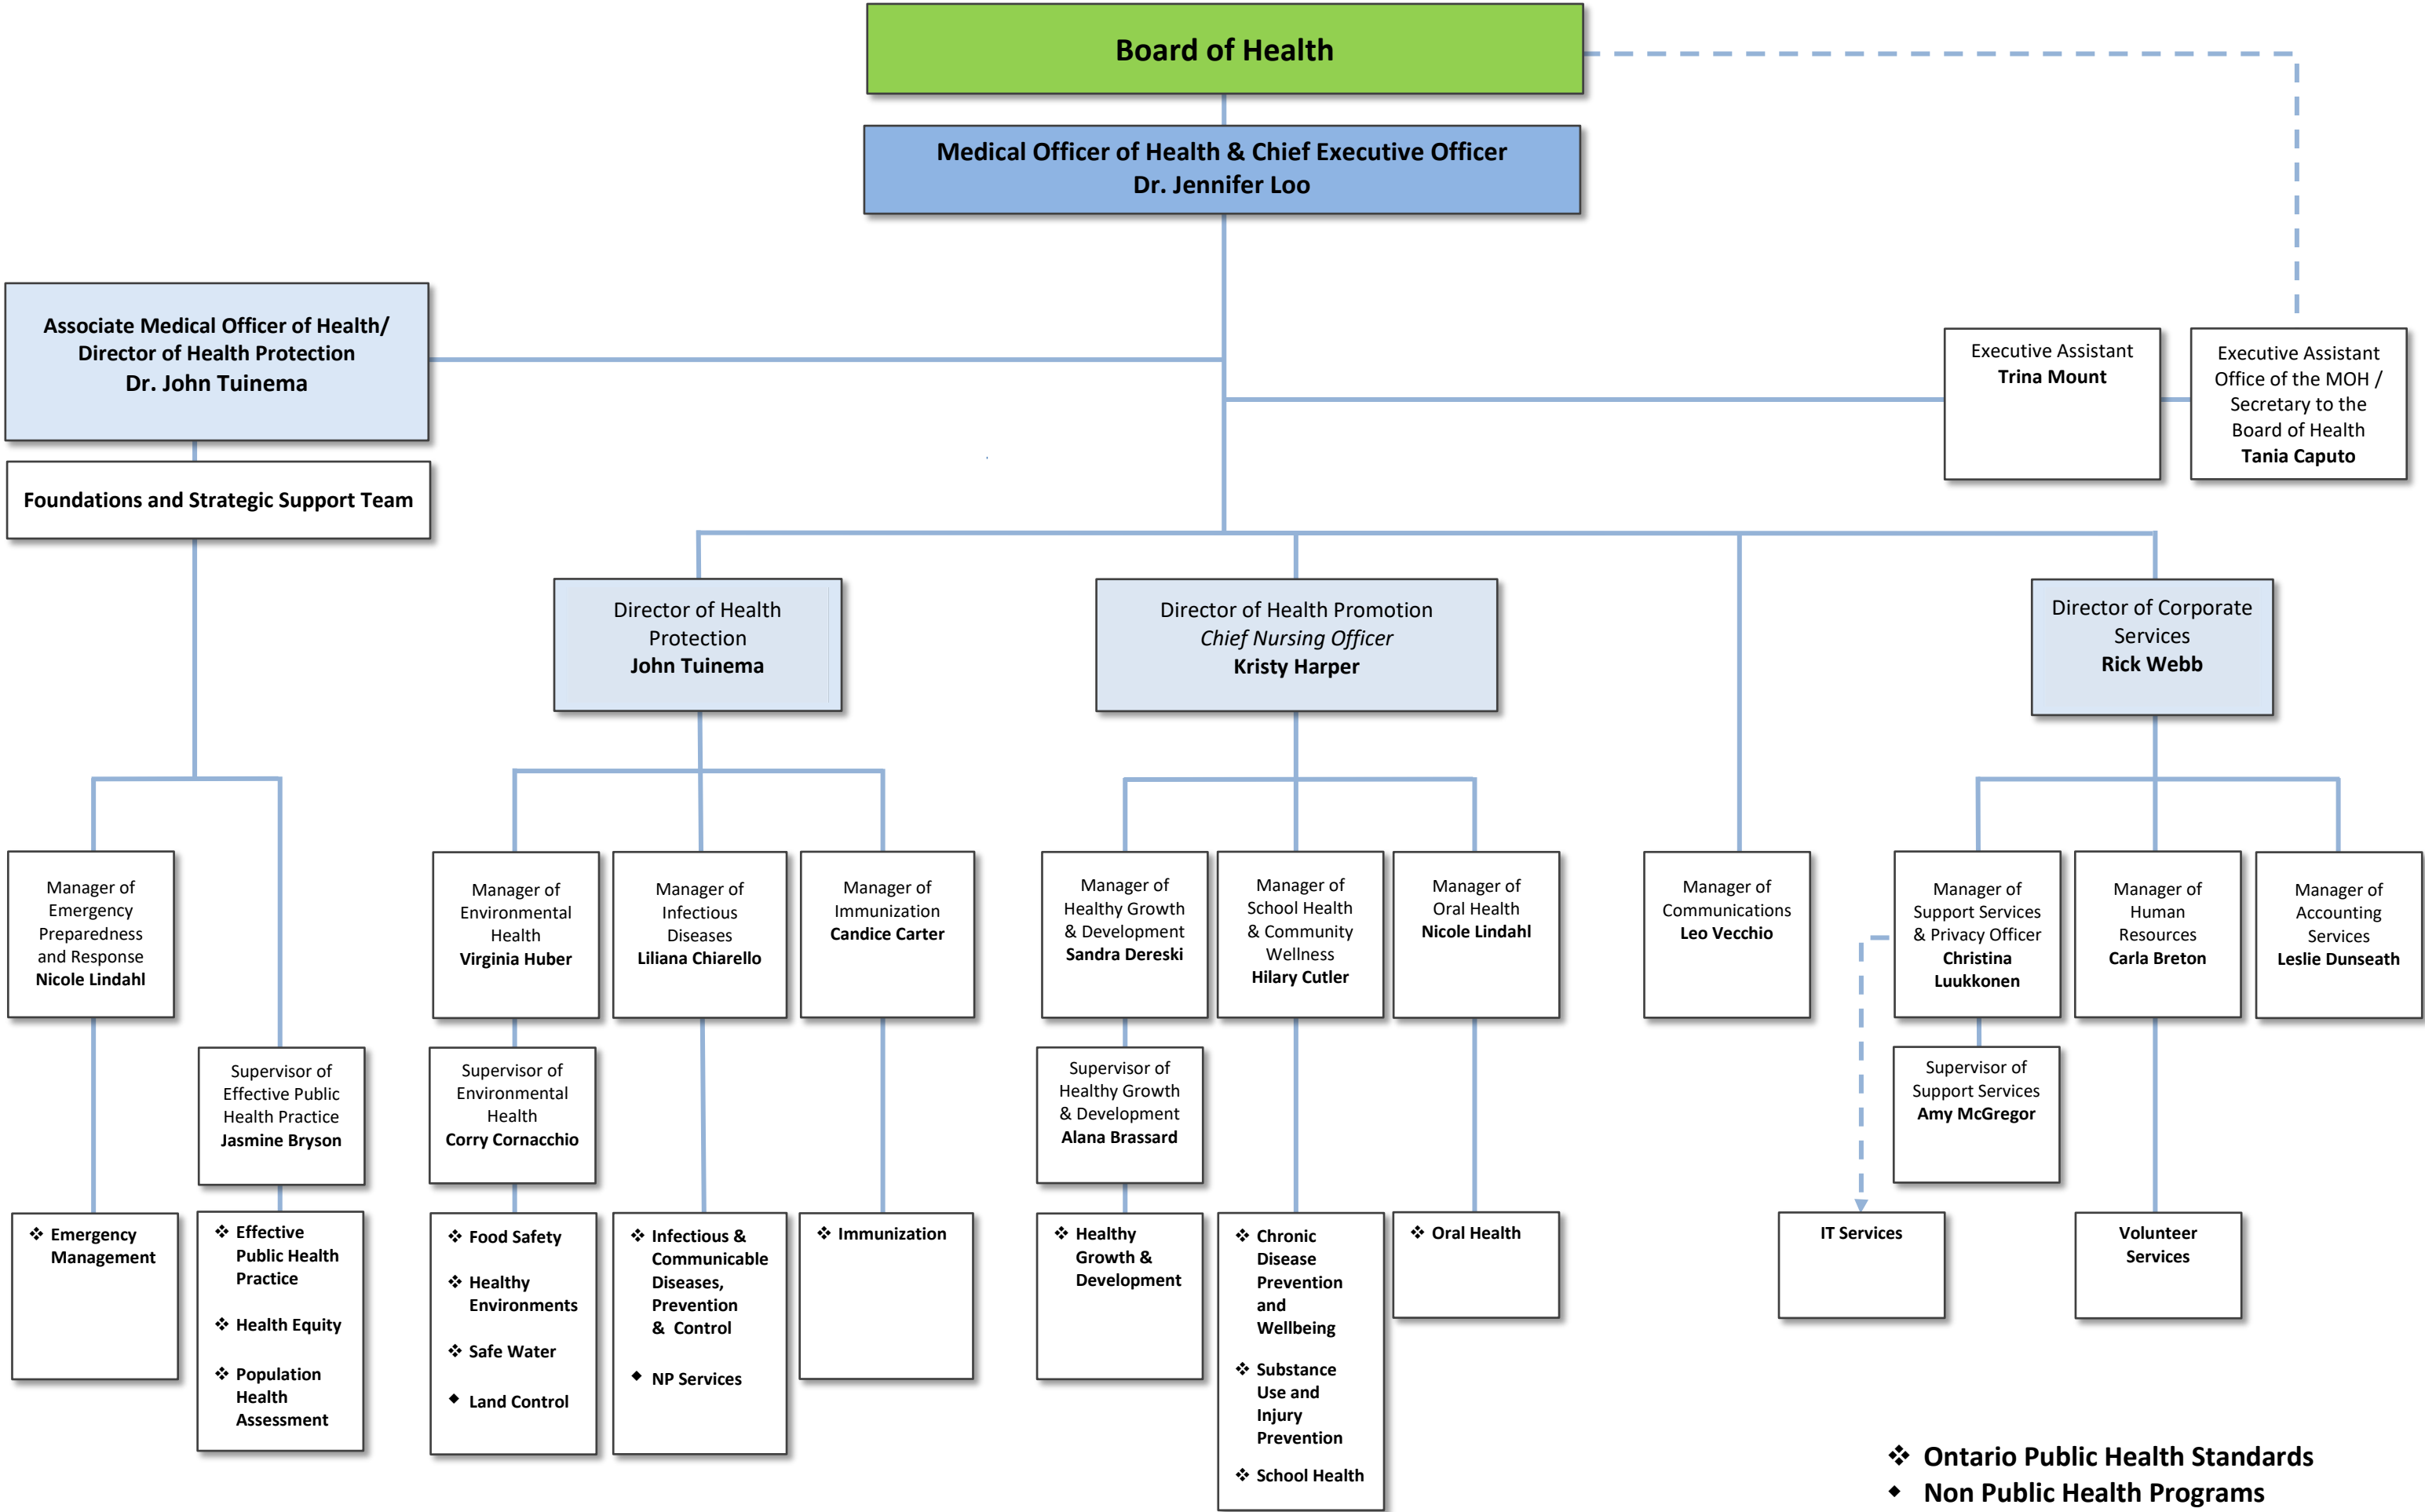 Board of Health
Medical Officer of Health & Chief Executive Officer
Dr. Jennifer Loo
Associate Medical Officer of Health/
Director of Health Protection
Dr. John Tuinema
Executive Assistant
Trina Mount
Executive Assistant
Office of the MOH /
Secretary to the
Board of Health
Tania Caputo
Foundations and Strategic Support Team
Director of Health
Protection
John Tuinema
Director of Health Promotion
Chief Nursing Officer
Kristy Harper
Director of Corporate
Services
Rick Webb
Manager of
Emergency
Preparedness
and Response
Nicole Lindahl
Manager of
Environmental
Health
Virginia Huber
Manager of
Infectious
Diseases
Liliana Chiarello
Manager of
Immunization
Candice Carter
Manager of
Healthy Growth
& Development
Sandra Dereski
Manager of
School Health
& Community
Wellness
Hilary Cutler
Manager of
Oral Health
Nicole Lindahl
Manager of
Communications
Leo Vecchio
Manager of
Support Services
& Privacy Officer
Christina
Luukkonen
Manager of
Human
Resources
Carla Breton
Manager of
Accounting
Services
Leslie Dunseath
Supervisor of
Effective Public
Health Practice
Jasmine Bryson
Supervisor of
Environmental
Health
Corry Cornacchio
Supervisor of
Healthy Growth
& Development
Alana Brassard
Supervisor of
Support Services
Amy McGregor
❖ Emergency
Management
❖ Effective
Public Health
Practice
❖ Health Equity
❖ Population
Health
Assessment
❖ Food Safety
❖ Healthy
Environments
❖ Safe Water
◆ Land Control
❖ Infectious &
Communicable
Diseases,
Prevention
& Control
◆ NP Services
❖ Immunization
❖ Healthy
Growth &
Development
❖ Chronic
Disease
Prevention
and
Wellbeing
❖ Substance
Use and
Injury
Prevention
❖ School Health
❖ Oral Health
IT Services
Volunteer
Services
❖ Ontario Public Health Standards
◆ Non Public Health Programs